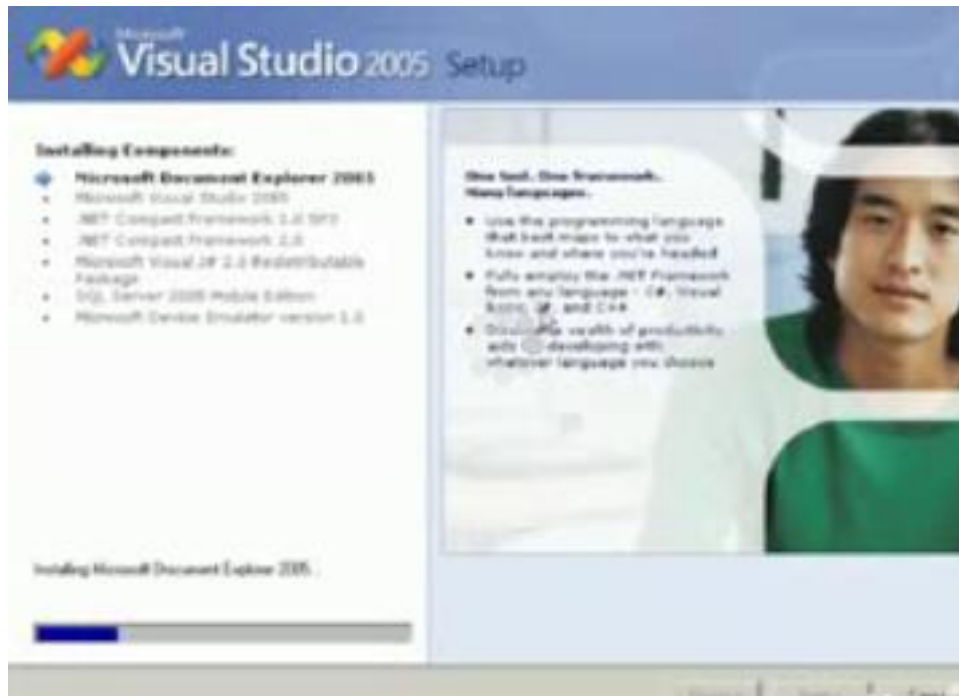 Microsoft
Visual Studio 2005 Setup
Installing Components:
Microsoft Document Explorer 2005
Microsoft Visual Studio 2005
.NET Compact Framework 1.0 SP3
.NET Compact Framework 2.0
Microsoft Visual J# 2.0 Redistributable
Package
SQL Server 2005 Mobile Edition
Microsoft Device Emulator version 1.0
Installing Microsoft Document Explorer 2005...
One tool. One framework.
Many languages.
Use the programming language
that best maps to what you
know and where you're headed
Fully employ the .NET Framework
from any language - C#, Visual
Basic, J#, and C++
wealth of productivity
aids developing with
whatever language you choose